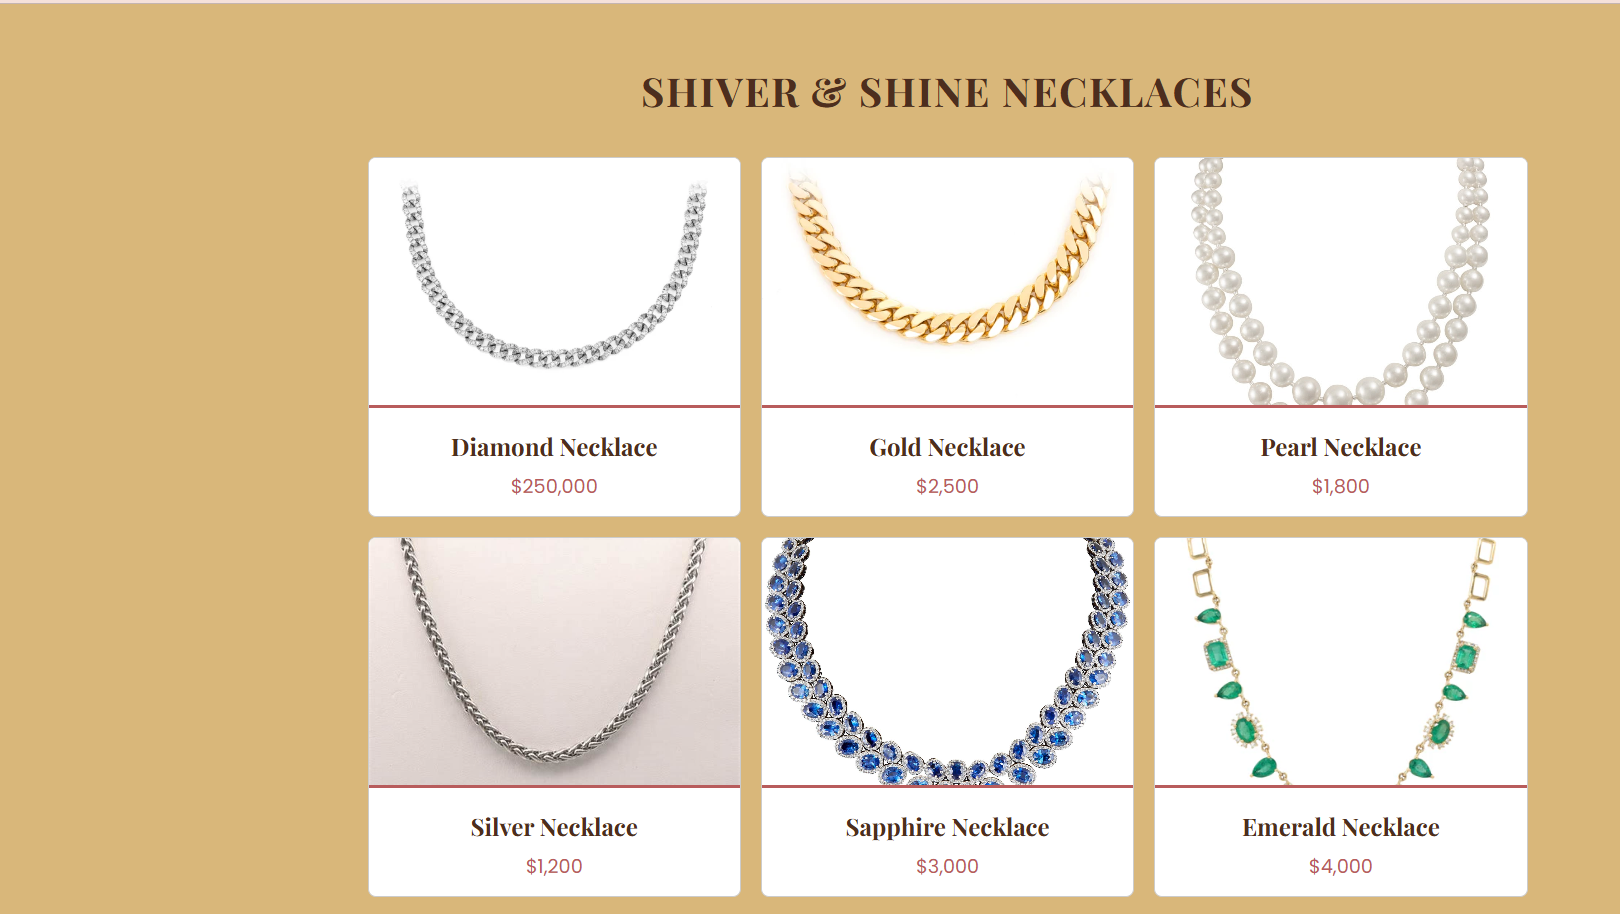 SHIVER & SHINE NECKLACES
Diamond Necklace
$250,000
Gold Necklace
$2,500
Pearl Necklace
$1,800
Silver Necklace
$1,200
Sapphire Necklace
$3,000
Emerald Necklace
$4,000